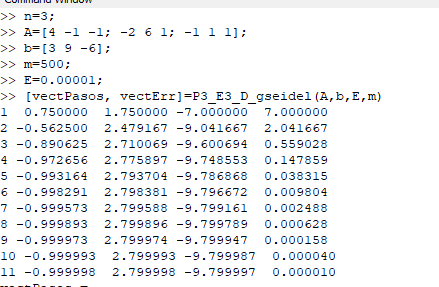 Command Window
>> n=3;
>> A=[4 -1 -1; -2 6 1; -1 1 1];
>> b=[3 9 -6];
>> m=500;
>> E=0.00001;
>> [vectPasos, vectErr]=P3_E3_D_gseidel(A,b,E,m)
1 0.750000 1.750000 -7.000000 7.000000
2 -0.562500 2.479167 -9.041667 2.041667
3 -0.890625 2.710069 -9.600694 0.559028
4 -0.972656 2.775897 -9.748553 0.147859
5 -0.993164 2.793704 -9.786868 0.038315
6 -0.998291 2.798381 -9.796672 0.009804
7 -0.999573 2.799588 -9.799161 0.002488
8 -0.999893 2.799896 -9.799789 0.000628
9 -0.999973 2.799974 -9.799947 0.000158
10 -0.999993 2.799993 -9.799987 0.000040
11 -0.999998 2.799998 -9.799997 0.000010